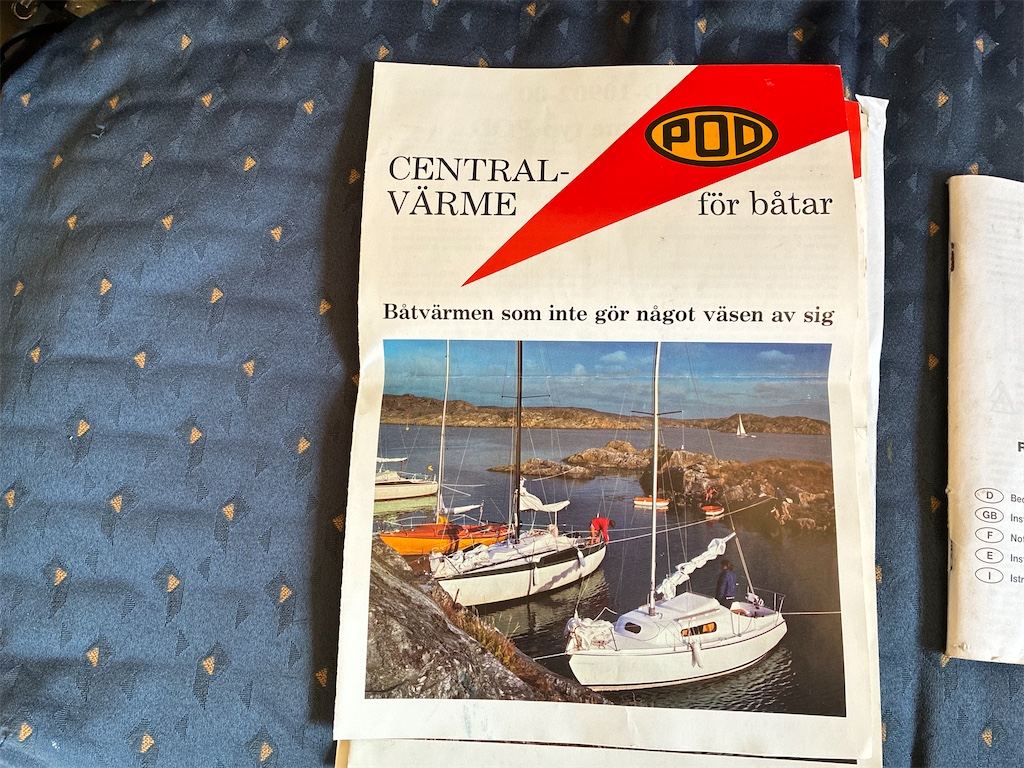 POD
CENTRAL-
VÄRME
för båtar
Båtvärmen som inte gör något väsen av sig
D
GB
F
E
I